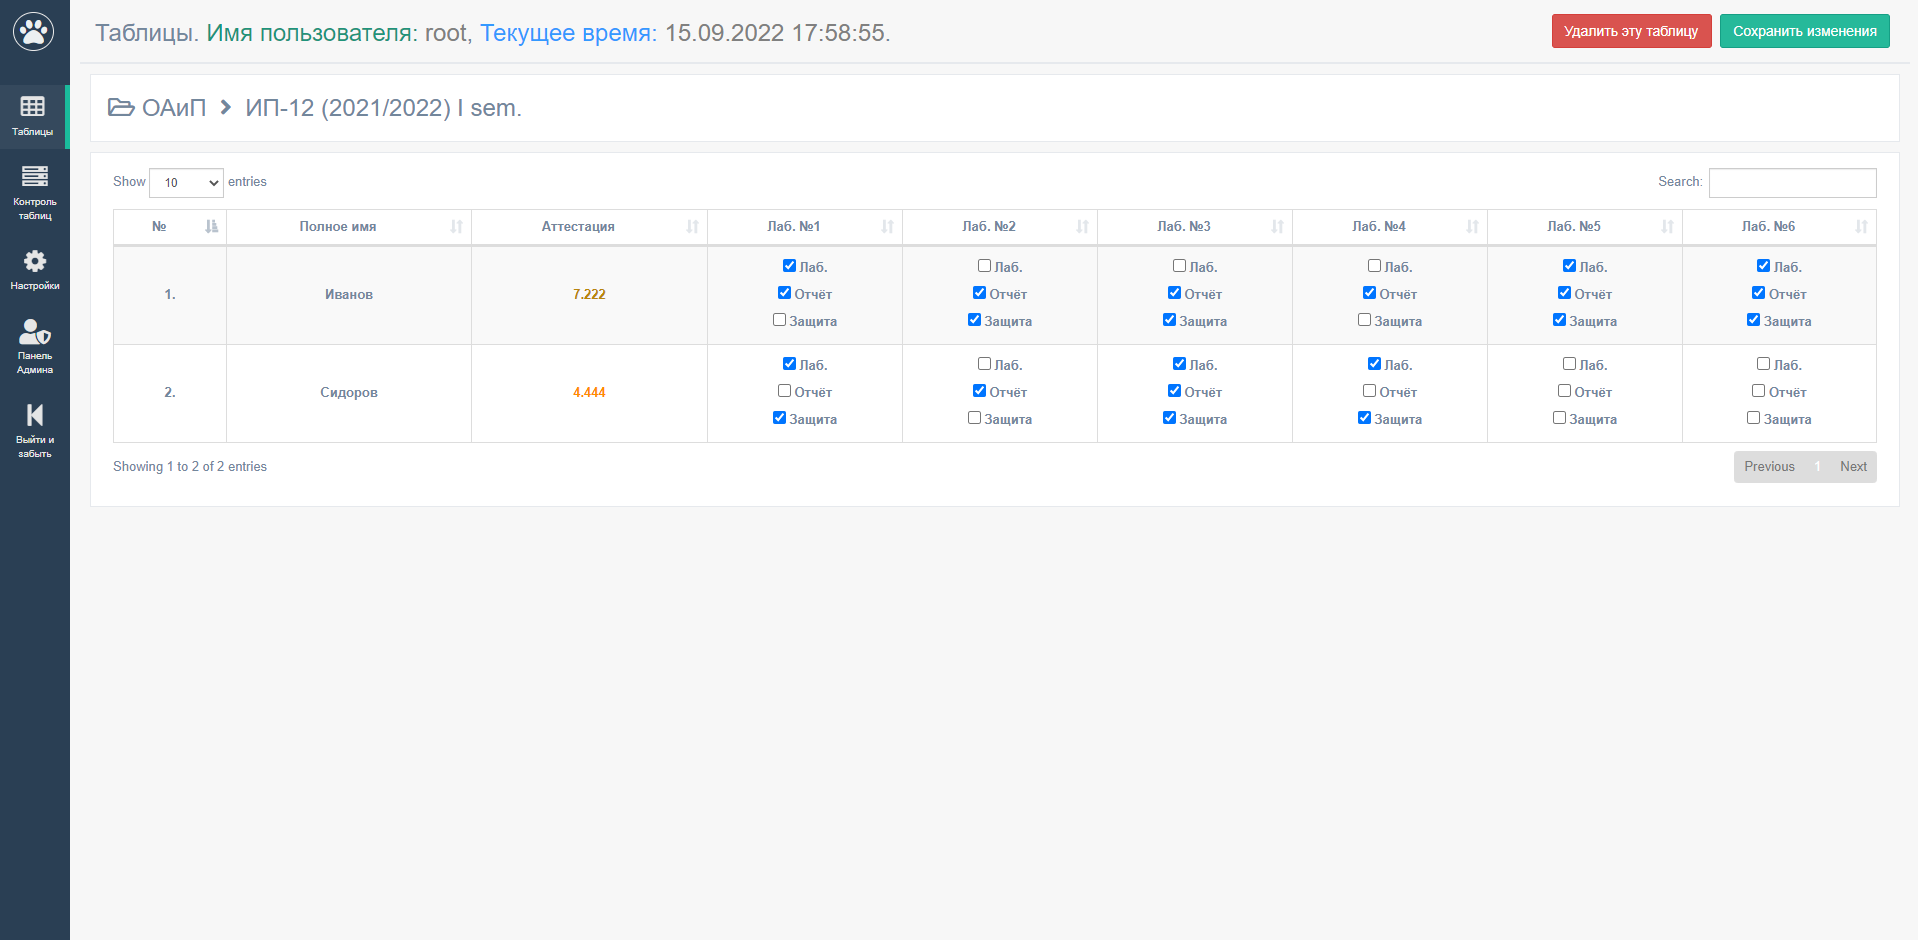 Таблицы. Имя пользователя: root, Текущее время: 15.09.2022 17:58:55.
Удалить эту таблицу
Сохранить изменения
Таблицы
Контроль
таблиц
Настройки
Панель
Админа
Выйти и
забыть
ОАиП ИП-12 (2021/2022) I sem.
Show 10 entries
Search:
№ Полное имя Аттестация Лаб. №1 Лаб. №2 Лаб. №3 Лаб. №4 Лаб. №5 Лаб. №6
Лаб. Лаб. Лаб. Лаб. Лаб. Лаб.
1. Иванов 7.222 Отчёт Отчёт Отчёт Отчёт Отчёт Отчёт
Защита Защита Защита Защита Защита Защита
Лаб. Лаб. Лаб. Лаб. Лаб. Лаб.
2. Сидоров 4.444 Отчёт Отчёт Отчёт Отчёт Отчёт Отчёт
Защита Защита Защита Защита Защита Защита
Showing 1 to 2 of 2 entries
Previous 1 Next